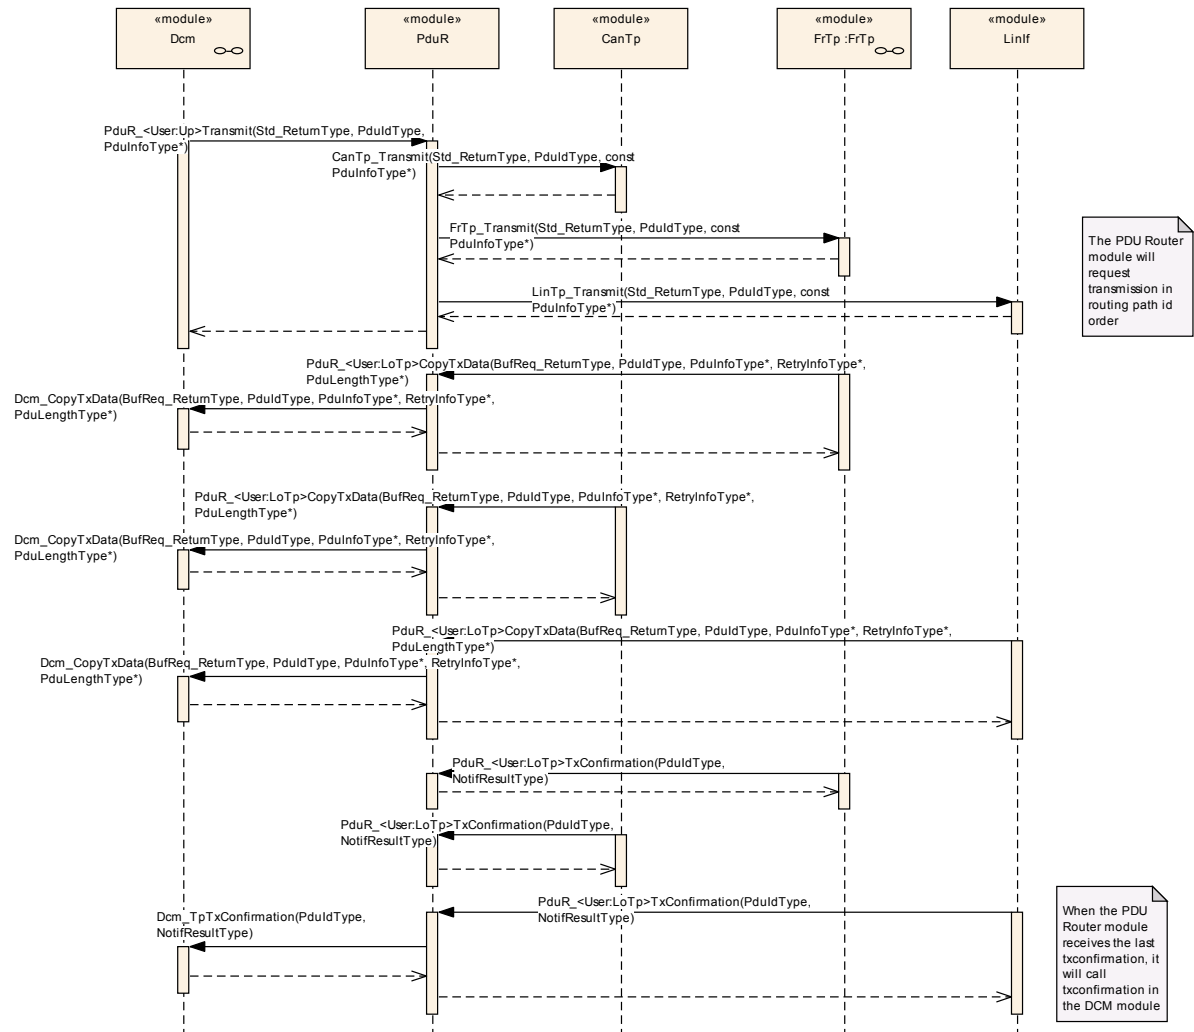 «module»
Dcm
«module»
PduR
«module»
CanTp
«module»
FrTp :FrTp
«module»
LinIf
PduR_<User:Up>Transmit(Std_ReturnType, PduIdType,
PduInfoType*)
CanTp_Transmit(Std_ReturnType, PduIdType, const
PduInfoType*)
FrTp_Transmit(Std_ReturnType, PduIdType, const
PduInfoType*)
The PDU Router
module will
request
transmission in
routing path id
order
LinTp_Transmit(Std_ReturnType, PduIdType, const
PduInfoType*)
PduR_<User:LoTp>CopyTxData(BufReq_ReturnType, PduIdType, PduInfoType*, RetryInfoType*,
PduLengthType*)
Dcm_CopyTxData(BufReq_ReturnType, PduIdType, PduInfoType*, RetryInfoType*,
PduLengthType*)
PduR_<User:LoTp>CopyTxData(BufReq_ReturnType, PduIdType, PduInfoType*, RetryInfoType*,
PduLengthType*)
Dcm_CopyTxData(BufReq_ReturnType, PduIdType, PduInfoType*, RetryInfoType*,
PduLengthType*)
PduR_<User:LoTp>CopyTxData(BufReq_ReturnType, PduIdType, PduInfoType*, RetryInfoType*,
PduLengthType*)
Dcm_CopyTxData(BufReq_ReturnType, PduIdType, PduInfoType*, RetryInfoType*,
PduLengthType*)
PduR_<User:LoTp>TxConfirmation(PduIdType,
NotifResultType)
PduR_<User:LoTp>TxConfirmation(PduIdType,
NotifResultType)
PduR_<User:LoTp>TxConfirmation(PduIdType,
NotifResultType)
Dcm_TpTxConfirmation(PduIdType,
NotifResultType)
When the PDU
Router module
receives the last
txconfirmation, it
will call
txconfirmation in
the DCM module